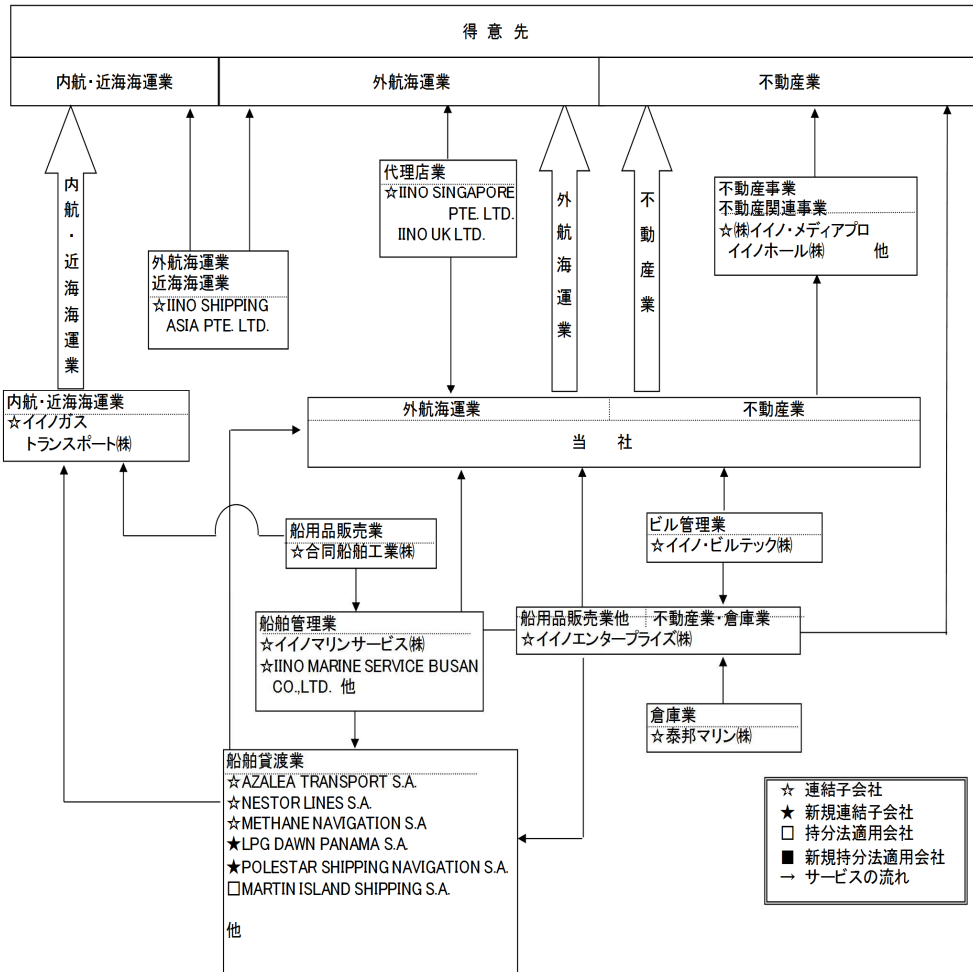 得意先
内航・近海海運業
外航海運業
不動産業
内航・近海海運業
外航海運業
近海海運業
☆IINO SHIPPING
ASIA PTE. LTD.
代理店業
☆IINO SINGAPORE
PTE. LTD.
IINO UK LTD.
外航海運業
不動産業
不動産事業
不動産関連事業
☆㈱イイノ・メディアプロ
イイノホール㈱ 他
内航・近海海運業
☆イイノガス
トランスポート㈱
外航海運業 不動産業
当社
船用品販売業
☆合同船舶工業㈱
ビル管理業
☆イイノ・ビルテック㈱
船舶管理業
☆イイノマリンサービス㈱
☆IINO MARINE SERVICE BUSAN
CO.,LTD. 他
船用品販売業他 不動産業・倉庫業
☆イイノエンタープライズ㈱
倉庫業
☆泰邦マリン㈱
船舶貸渡業
☆AZALEA TRANSPORT S.A.
☆NESTOR LINES S.A.
☆METHANE NAVIGATION S.A
★LPG DAWN PANAMA S.A.
★POLESTAR SHIPPING NAVIGATION S.A.
□MARTIN ISLAND SHIPPING S.A.
他
☆ 連結子会社
★ 新規連結子会社
□ 持分法適用会社
■ 新規持分法適用会社
→ サービスの流れ